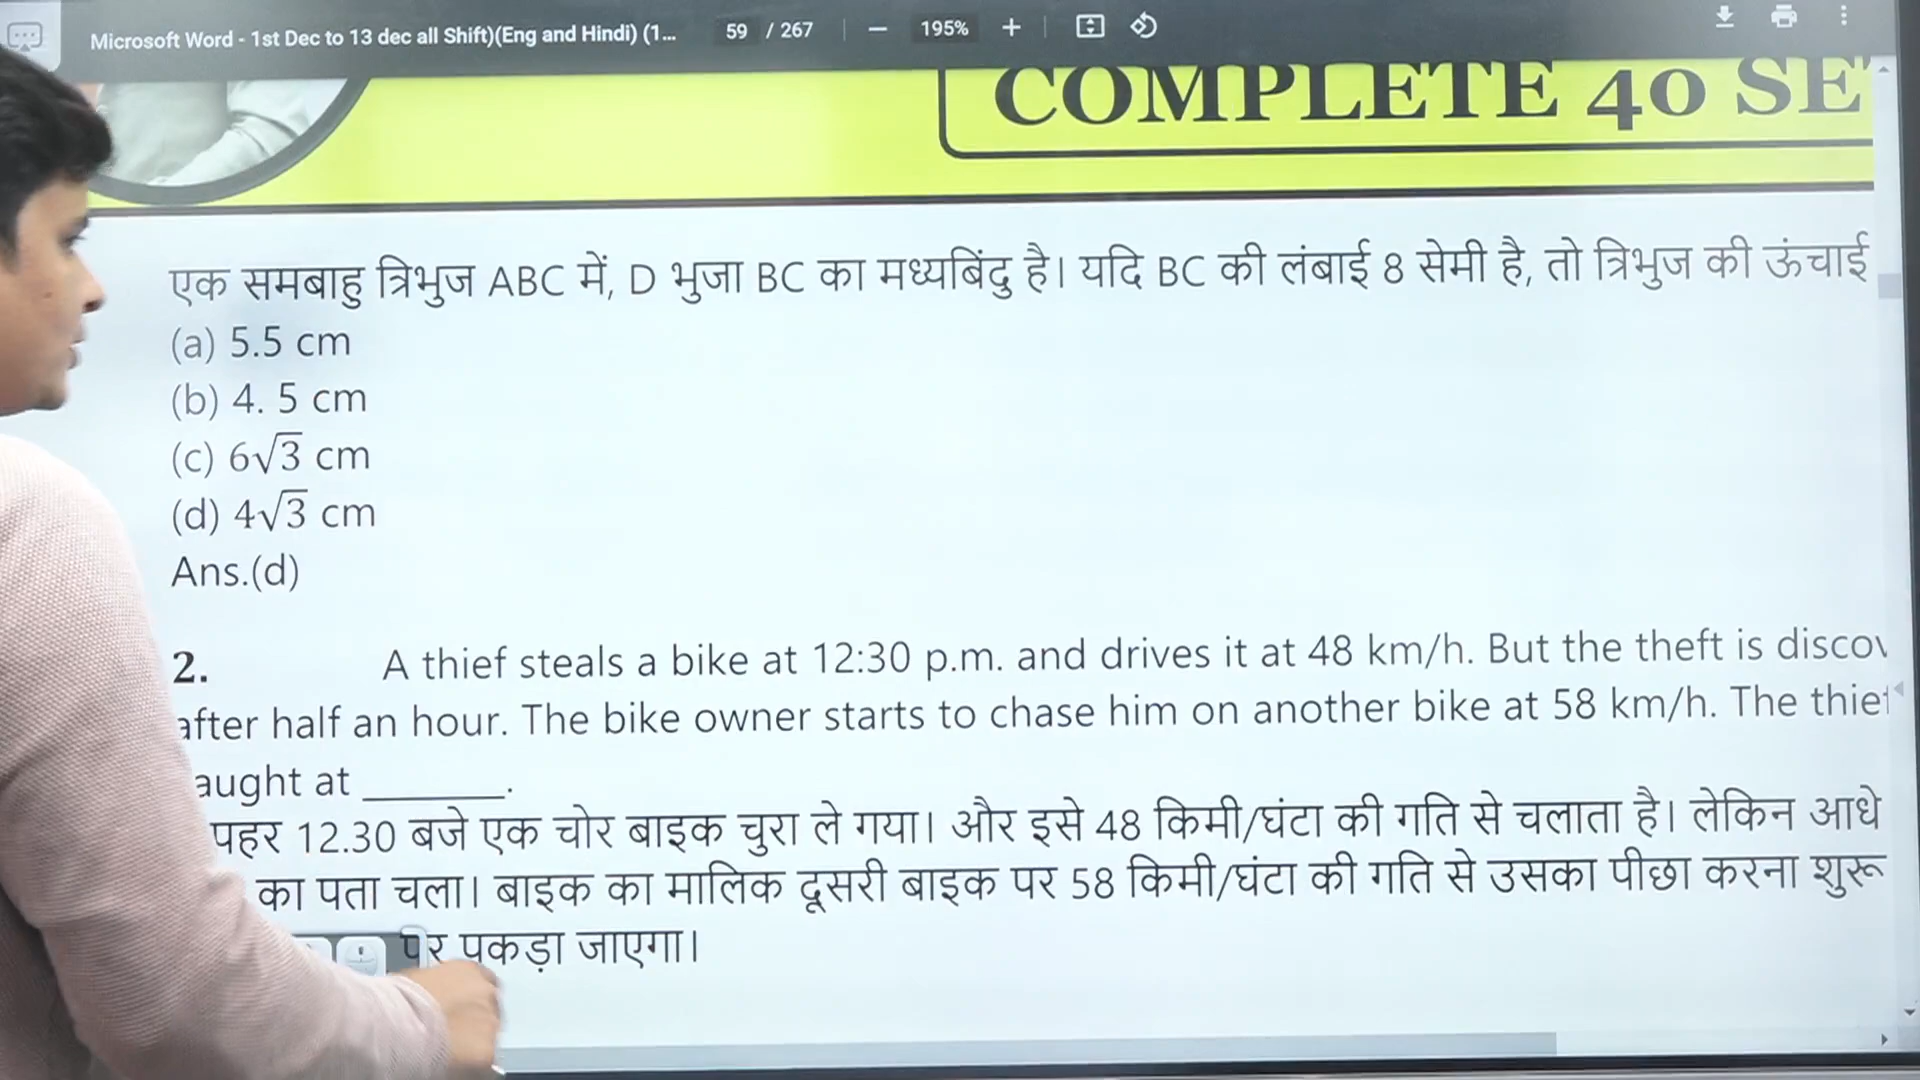 Microsoft Word - 1st Dec to 13 dec all Shift)(Eng and Hindi) (1... 59 / 267 195%
COMPLETE 40 SE
एक समबाहु त्रिभुज ABC में, D भुजा BC का मध्यबिंदु है। यदि BC की लंबाई 8 सेमी है, तो त्रिभुज की ऊंचाई
(a) 5.5 cm
(b) 4. 5 cm
(c) 6√3 cm
(d) 4√3 cm
Ans.(d)
2. A thief steals a bike at 12:30 p.m. and drives it at 48 km/h. But the theft is discov
after half an hour. The bike owner starts to chase him on another bike at 58 km/h. The thief
aught at _______.
पहर 12.30 बजे एक चोर बाइक चुरा ले गया। और इसे 48 किमी/घंटा की गति से चलाता है। लेकिन आधे
का पता चला। बाइक का मालिक दूसरी बाइक पर 58 किमी/घंटा की गति से उसका पीछा करना शुरू
पर पकड़ा जाएगा।